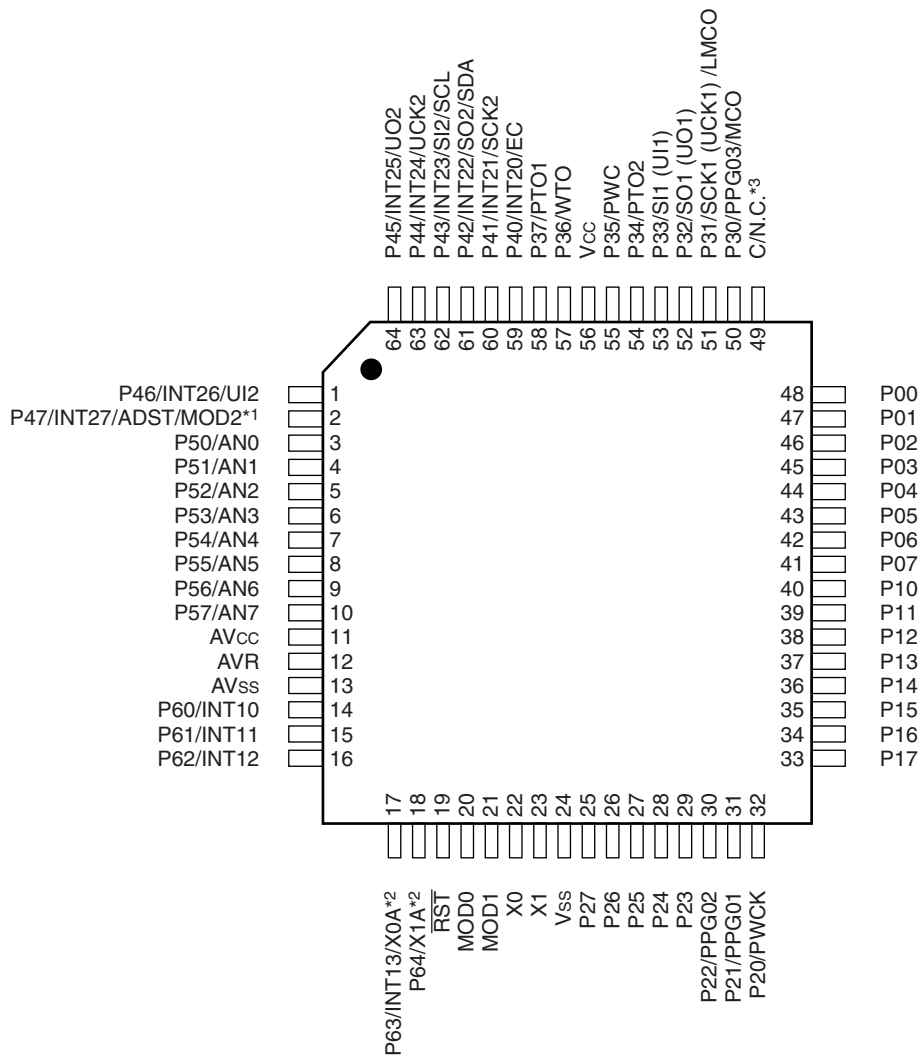 P45/INT25/UO2
P44/INT24/UCK2
P43/INT23/SI2/SCL
P42/INT22/SO2/SDA
P41/INT21/SCK2
P40/INT20/EC
P37/PTO1
P36/WTO
Vcc
P35/PWC
P34/PTO2
P33/SI1 (UI1)
P32/SO1 (UO1)
P31/SCK1 (UCK1) /LMCO
P30/PPG03/MCO
C/N.C.*3
64
63
62
61
60
59
58
57
56
55
54
53
52
51
50
49
P46/INT26/UI2 1
P47/INT27/ADST/MOD2*1 2
P50/AN0 3
P51/AN1 4
P52/AN2 5
P53/AN3 6
P54/AN4 7
P55/AN5 8
P56/AN6 9
P57/AN7 10
AVcc 11
AVR 12
AVss 13
P60/INT10 14
P61/INT11 15
P62/INT12 16
48 P00
47 P01
46 P02
45 P03
44 P04
43 P05
42 P06
41 P07
40 P10
39 P11
38 P12
37 P13
36 P14
35 P15
34 P16
33 P17
17
18
19
20
21
22
23
24
25
26
27
28
29
30
31
32
P63/INT13/X0A*2
P64/X1A*2
RST
MOD0
MOD1
X0
X1
Vss
P27
P26
P25
P24
P23
P22/PPG02
P21/PPG01
P20/PWCK